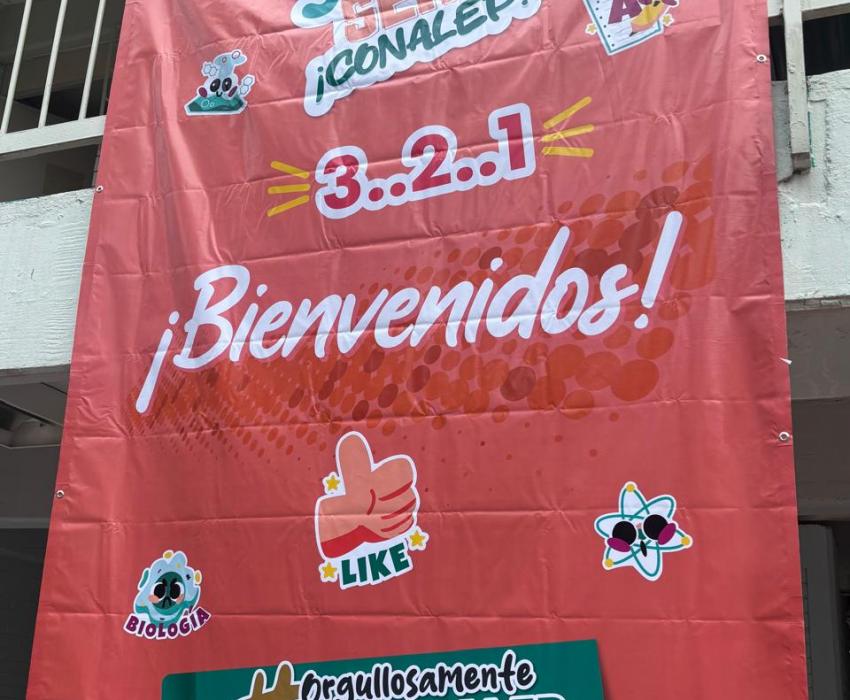 ¡CONALEP!
A+
3..2..1
¡Bienvenidos!
LIKE
BIOLOGÍA
#Orgullosamente